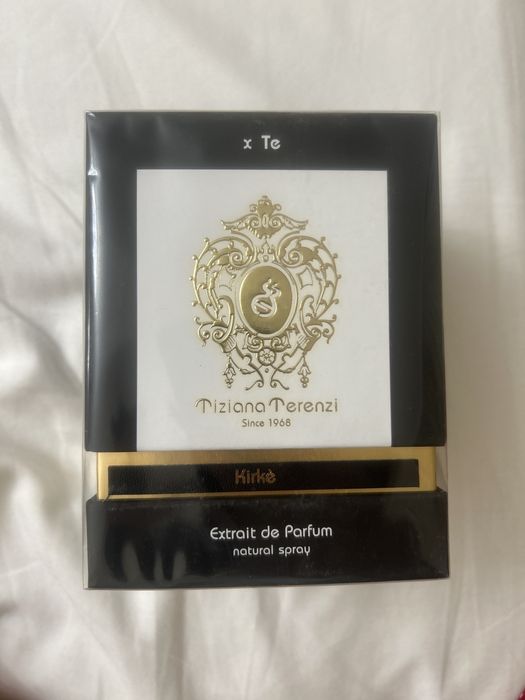 x Te
Tiziana Terenzi
Since 1968
Kirkè
Extrait de Parfum
natural spray